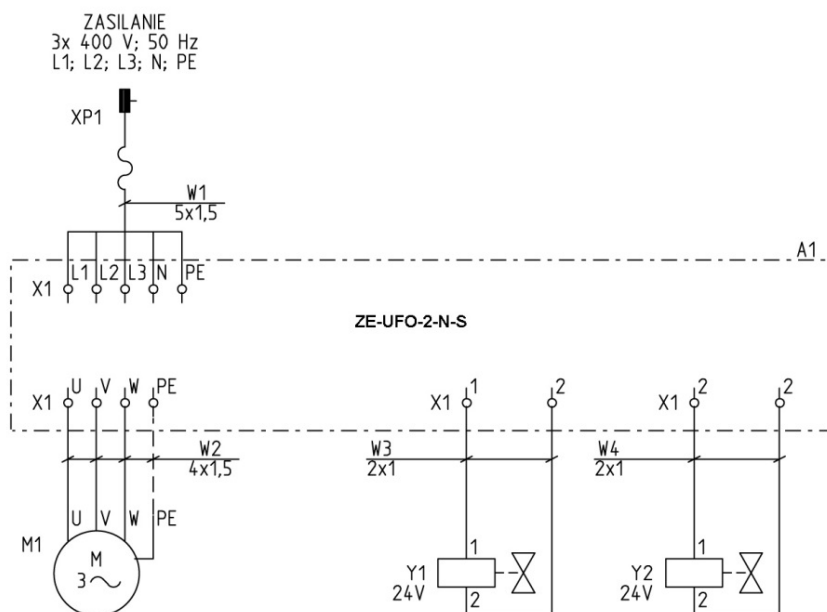 ZASILANIE
3x 400 V; 50 Hz
L1; L2; L3; N; PE
XP1
W1
5x1,5
A1
L1 L2 L3 N PE
X1
ZE-UFO-2-N-S
U V W PE 1 2 2 2
X1 X1 X1
W2 W3 W4
4x1,5 2x1 2x1
U V W PE
M1
M
3
1 1
Y1 Y2
24V 24V
2 2